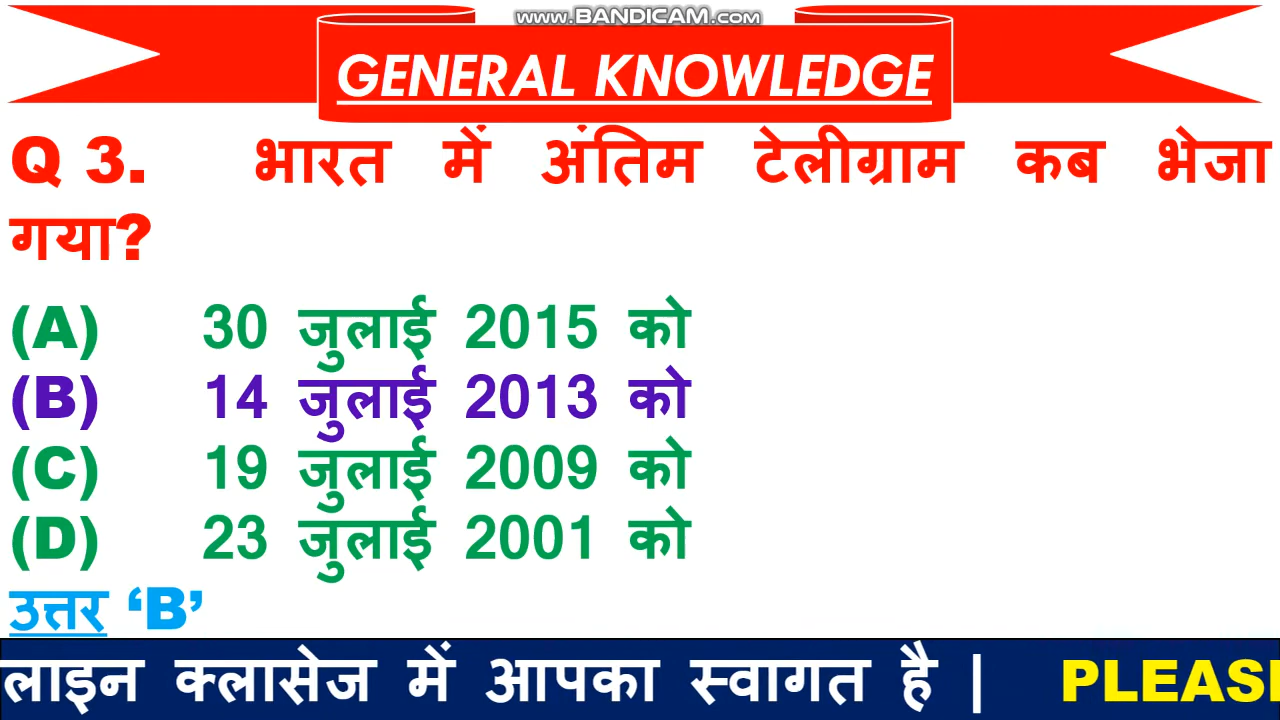 www.BANDICAM.com
GENERAL KNOWLEDGE
Q 3. भारत में अंतिम टेलीग्राम कब भेजा
गया?
(A) 30 जुलाई 2015 को
(B) 14 जुलाई 2013 को
(C) 19 जुलाई 2009 को
(D) 23 जुलाई 2001 को
उत्तर ‘B’
लाइन क्लासेज में आपका स्वागत है | PLEAS